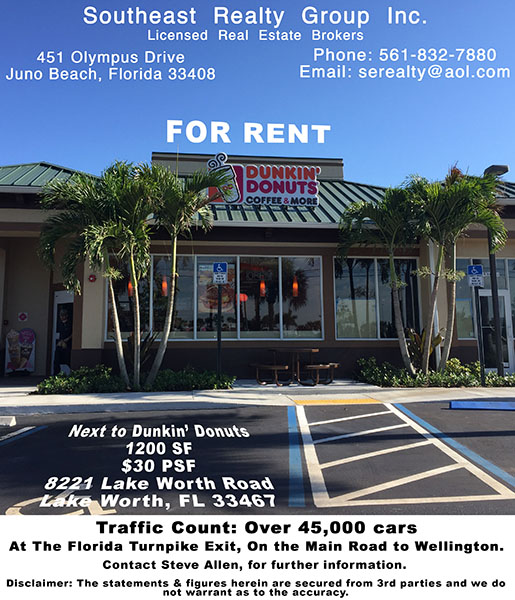 Southeast Realty Group Inc.
Licensed Real Estate Brokers
451 Olympus Drive
Juno Beach, Florida 33408
Phone: 561-832-7880
Email: serealty@aol.com
FOR RENT
DUNKIN'
DONUTS
COFFEE & MORE
Next to Dunkin' Donuts
1200 SF
$30 PSF
8221 Lake Worth Road
Lake Worth, FL 33467
Traffic Count: Over 45,000 cars
At The Florida Turnpike Exit, On the Main Road to Wellington.
Contact Steve Allen, for further information.
Disclaimer: The statements & figures herein are secured from 3rd parties and we do
not warrant as to the accuracy.